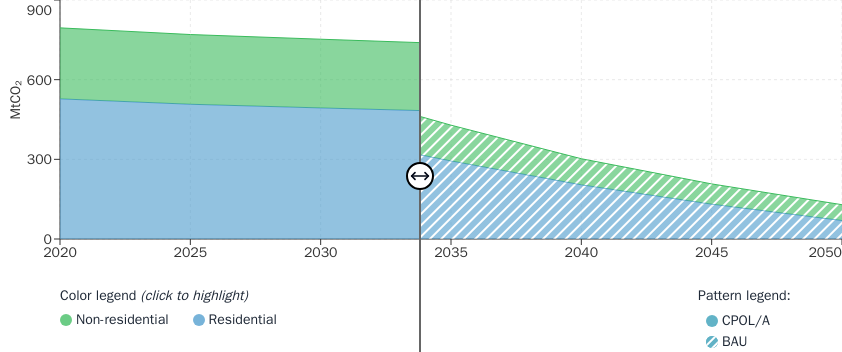 900
MtCO₂
600
300
0
2020 2025 2030 2035 2040 2045 2050
Color legend (click to highlight)
Non-residential Residential
Pattern legend:
CPOL/A
BAU